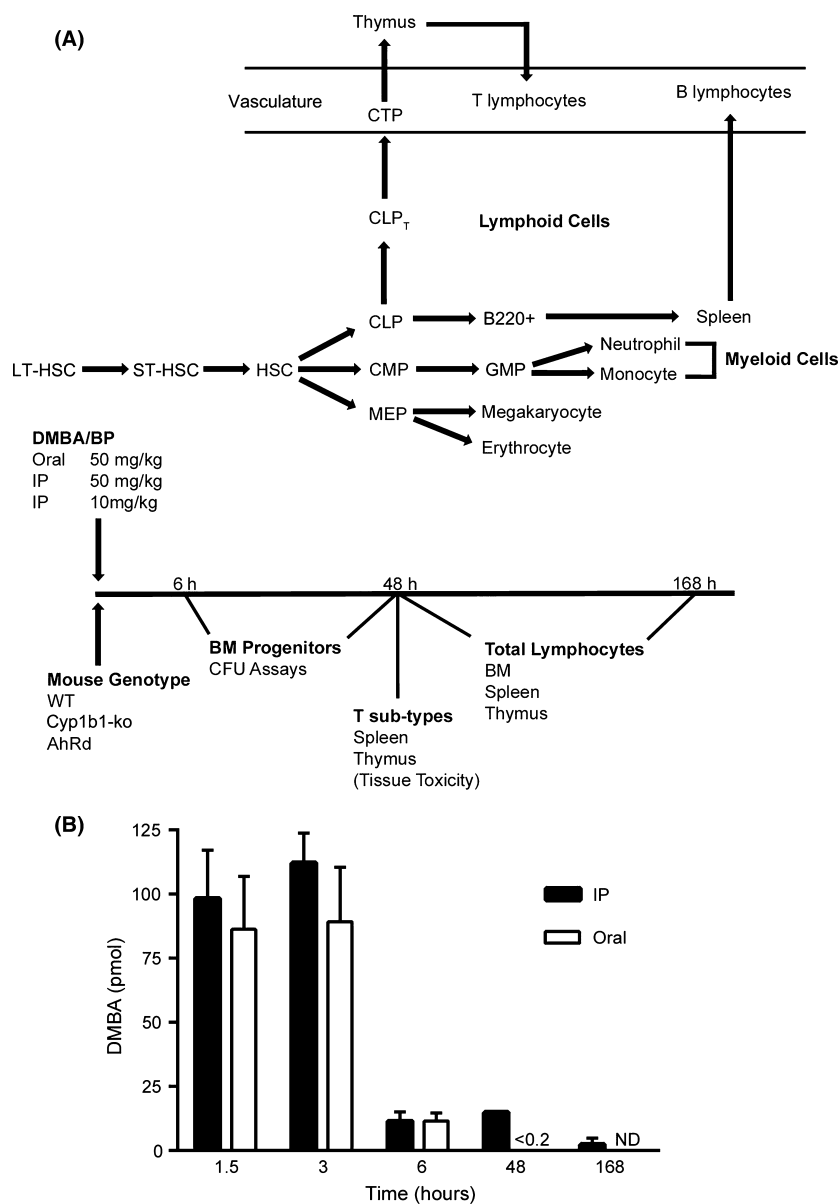 (A)
Thymus
Vasculature
CTP
T lymphocytes
B lymphocytes
CLPT
Lymphoid Cells
CLP
B220+
Spleen
LT-HSC
ST-HSC
HSC
CMP
GMP
Neutrophil
Monocyte
Myeloid Cells
MEP
Megakaryocyte
Erythrocyte
DMBA/BP
Oral 50 mg/kg
IP 50 mg/kg
IP 10mg/kg
6 h
48 h
168 h
BM Progenitors
CFU Assays
Total Lymphocytes
BM
Spleen
Thymus
Mouse Genotype
WT
Cyp1b1-ko
AhRd
T sub-types
Spleen
Thymus
(Tissue Toxicity)
(B)
DMBA (pmol)
125
100
75
50
25
0
IP
Oral
<0.2
ND
1.5 3 6 48 168
Time (hours)